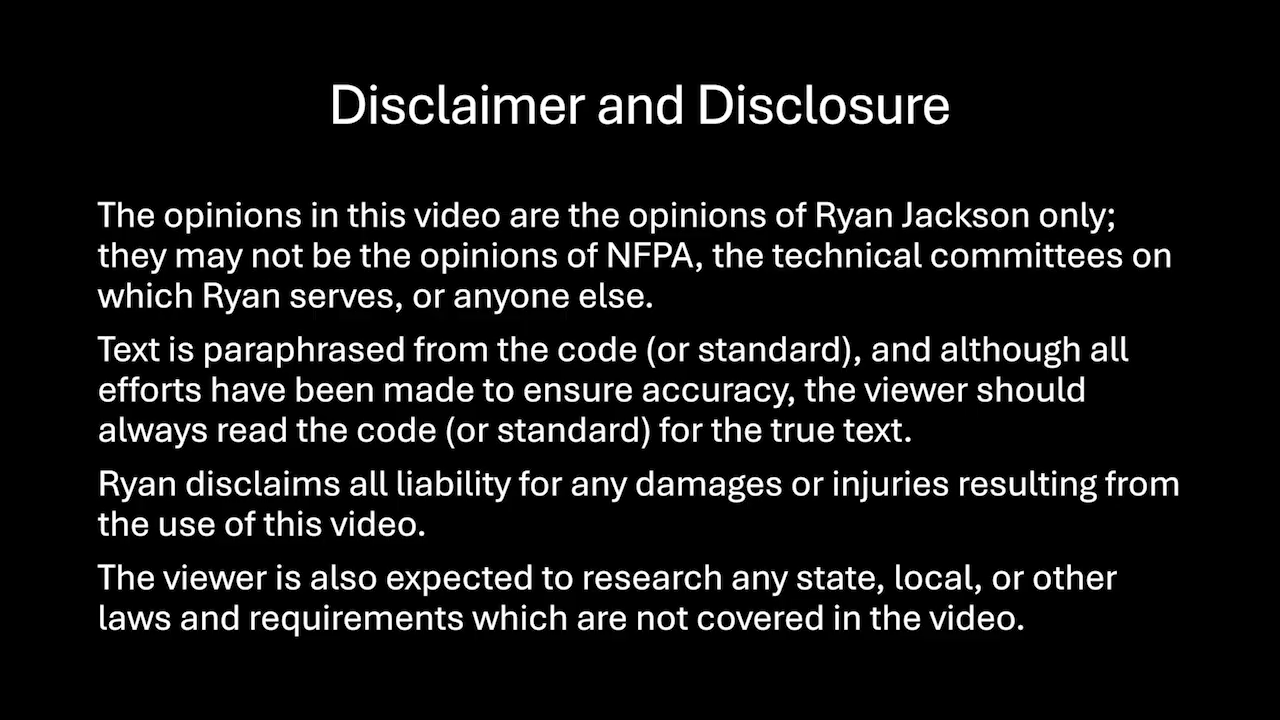 Disclaimer and Disclosure
The opinions in this video are the opinions of Ryan Jackson only;
they may not be the opinions of NFPA, the technical committees on
which Ryan serves, or anyone else.
Text is paraphrased from the code (or standard), and although all
efforts have been made to ensure accuracy, the viewer should
always read the code (or standard) for the true text.
Ryan disclaims all liability for any damages or injuries resulting from
the use of this video.
The viewer is also expected to research any state, local, or other
laws and requirements which are not covered in the video.